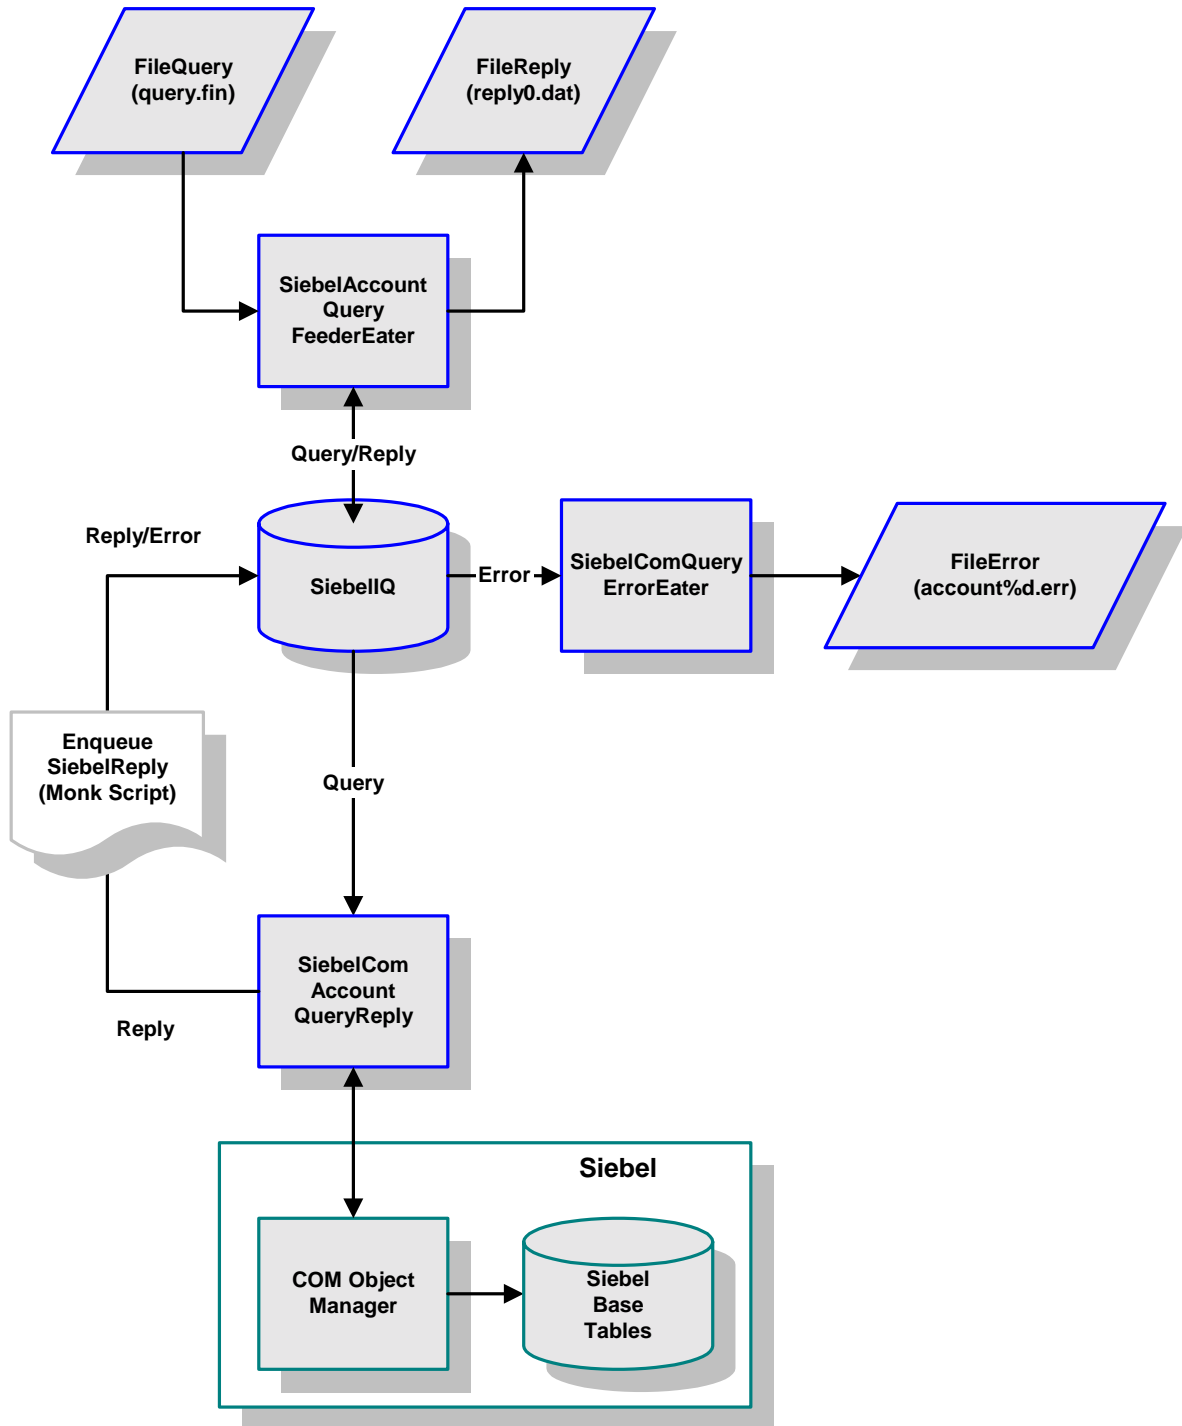 FileQuery
(query.fin)
FileReply
(reply0.dat)
SiebelAccount
Query
FeederEater
Query/Reply
Reply/Error
SiebelIQ
Error
SiebelComQuery
ErrorEater
FileError
(account%d.err)
Enqueue
SiebelReply
(Monk Script)
Query
SiebelCom
Account
QueryReply
Reply
Siebel
COM Object
Manager
Siebel
Base
Tables